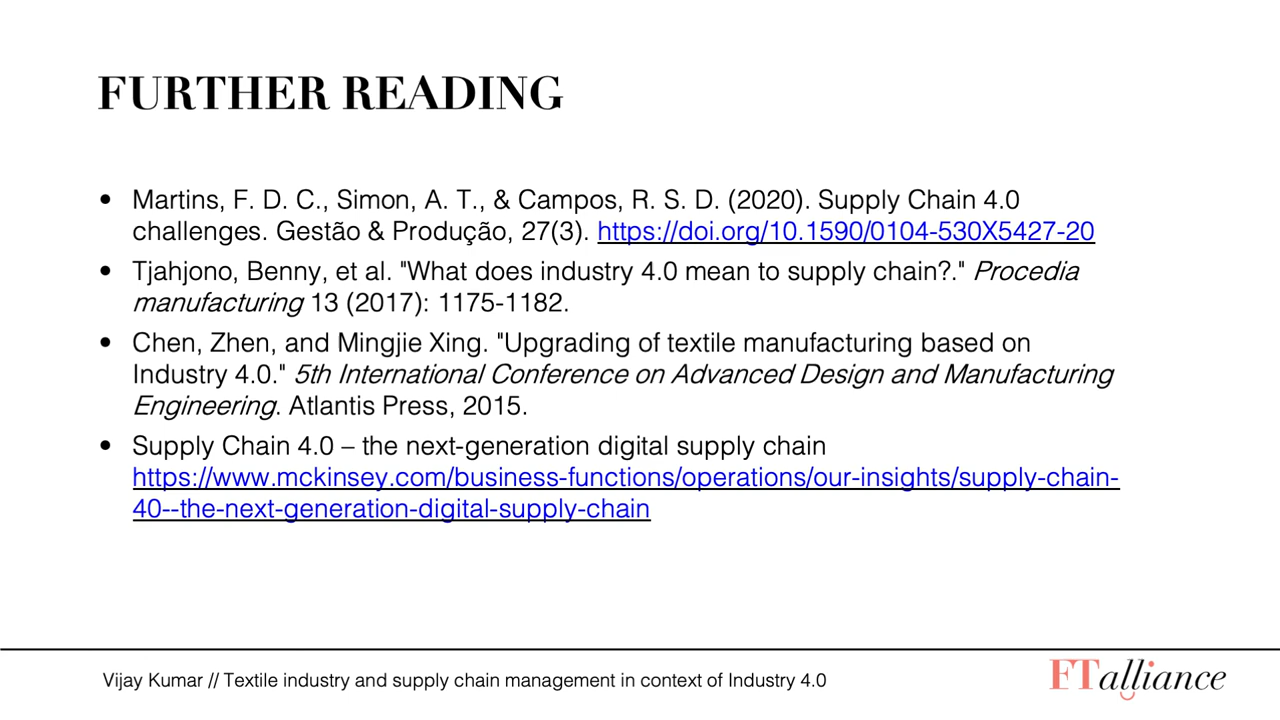 FURTHER READING
• Martins, F. D. C., Simon, A. T., & Campos, R. S. D. (2020). Supply Chain 4.0
challenges. Gestão & Produção, 27(3). https://doi.org/10.1590/0104-530X5427-20
• Tjahjono, Benny, et al. "What does industry 4.0 mean to supply chain?." Procedia
manufacturing 13 (2017): 1175-1182.
• Chen, Zhen, and Mingjie Xing. "Upgrading of textile manufacturing based on
Industry 4.0." 5th International Conference on Advanced Design and Manufacturing
Engineering. Atlantis Press, 2015.
• Supply Chain 4.0 – the next-generation digital supply chain
https://www.mckinsey.com/business-functions/operations/our-insights/supply-chain-
40--the-next-generation-digital-supply-chain
Vijay Kumar // Textile industry and supply chain management in context of Industry 4.0
FTalliance